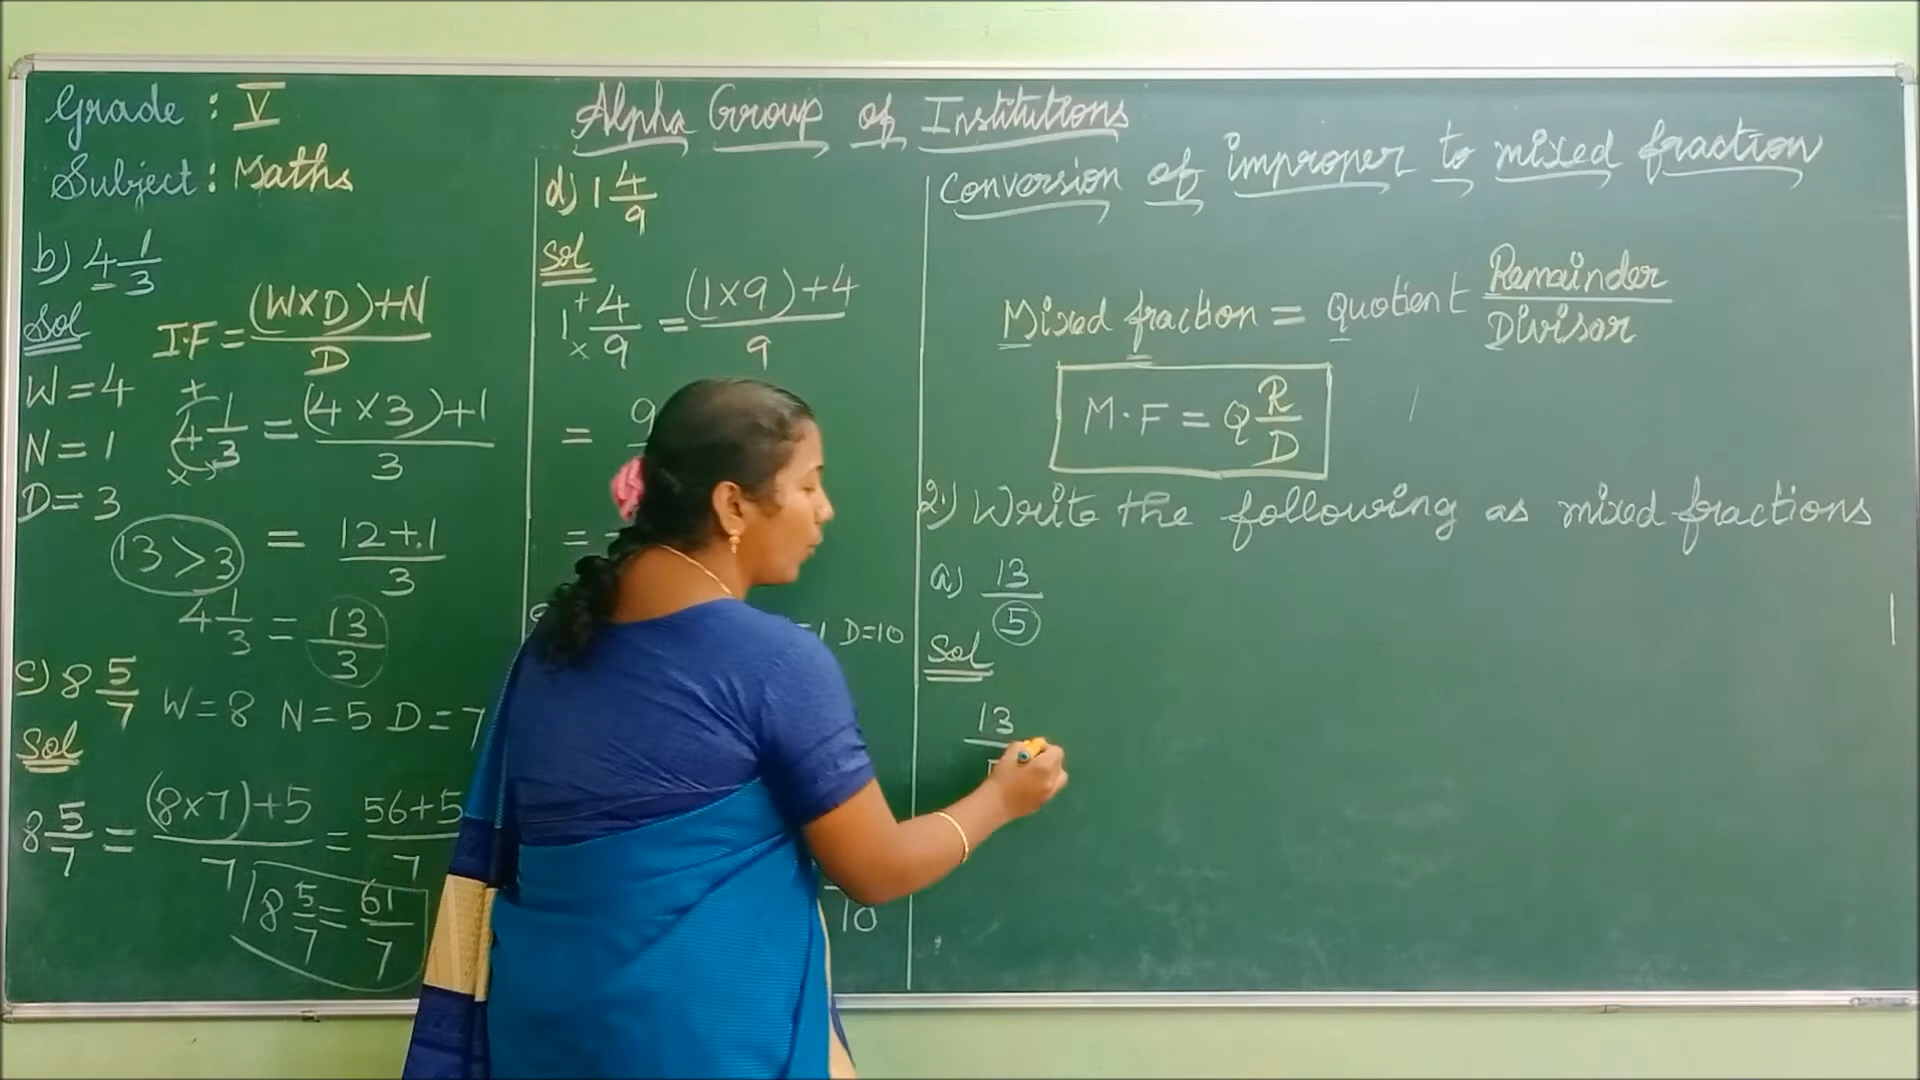 Grade : V
Subject : Maths
b) 4 1/3
Sol
I.F = (W×D)+N / D
W = 4
N = 1
D = 3
+
4 1/3 = (4 × 3) + 1 / 3
×
13 > 3
= 12 + 1 / 3
4 1/3 = 13/3
c) 8 5/7 W = 8 N = 5 D = 7
Sol
8 5/7 = (8×7)+5 / 7 = 56+5 / 7
8 5/7 = 61/7
Alpha Group of Institutions
d) 1 4/9
Sol
1 + 4 / × 9 = (1×9)+4 / 9
= 9
=
D=10
10
Conversion of improper to mixed fraction
Mixed fraction = Quotient Remainder / Divisor
M.F = Q R/D
2) Write the following as mixed fractions
a) 13/5
Sol
13